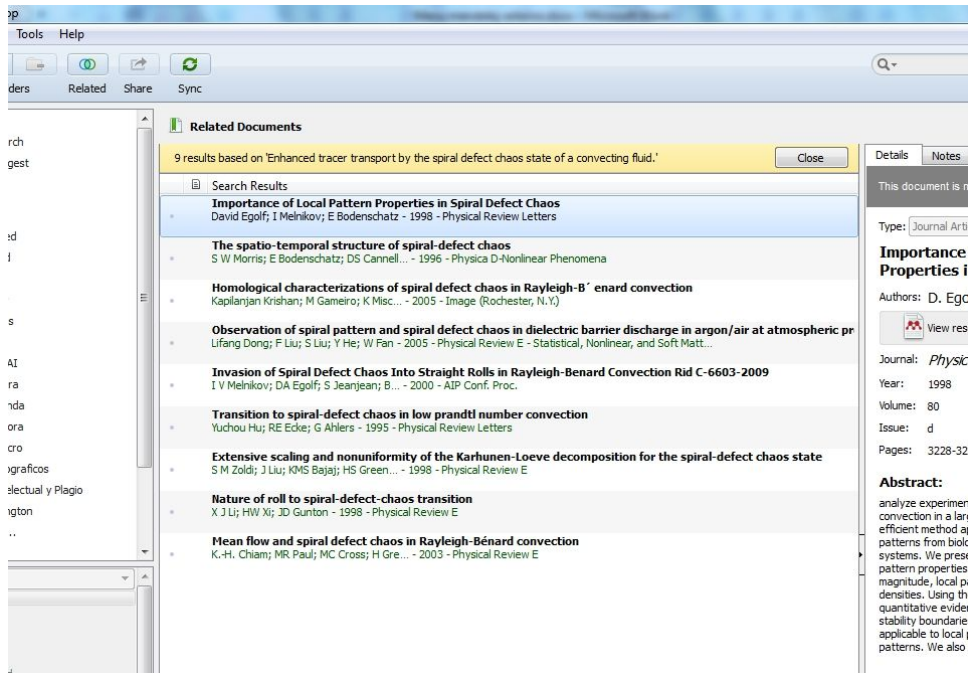 op
Tools Help
ders Related Share Sync
rch
gest
ed
s
AI
ra
nda
ora
cro
ograficos
electual y Plagio
ngton
..
Related Documents
9 results based on 'Enhanced tracer transport by the spiral defect chaos state of a convecting fluid.' Close
Search Results
Importance of Local Pattern Properties in Spiral Defect Chaos
David Egolf; I Melnikov; E Bodenschatz - 1998 - Physical Review Letters
The spatio-temporal structure of spiral-defect chaos
S W Morris; E Bodenschatz; DS Cannell... - 1996 - Physica D-Nonlinear Phenomena
Homological characterizations of spiral defect chaos in Rayleigh-B´ enard convection
Kapilanjan Krishan; M Gameiro; K Misc... - 2005 - Image (Rochester, N.Y.)
Observation of spiral pattern and spiral defect chaos in dielectric barrier discharge in argon/air at atmospheric pr
Lifang Dong; F Liu; S Liu; Y He; W Fan - 2005 - Physical Review E - Statistical, Nonlinear, and Soft Matt...
Invasion of Spiral Defect Chaos Into Straight Rolls in Rayleigh-Benard Convection Rid C-6603-2009
I V Melnikov; DA Egolf; S Jeanjean; B... - 2000 - AIP Conf. Proc.
Transition to spiral-defect chaos in low prandtl number convection
Yuchou Hu; RE Ecke; G Ahlers - 1995 - Physical Review Letters
Extensive scaling and nonuniformity of the Karhunen-Loeve decomposition for the spiral-defect chaos state
S M Zoldi; J Liu; KMS Bajaj; HS Green... - 1998 - Physical Review E
Nature of roll to spiral-defect-chaos transition
X J Li; HW Xi; JD Gunton - 1998 - Physical Review E
Mean flow and spiral defect chaos in Rayleigh-Bénard convection
K.-H. Chiam; MR Paul; MC Cross; H Gre... - 2003 - Physical Review E
Details Notes
This document is n
Type: Journal Arti
Importance
Properties i
Authors: D. Ego
View res
Journal: Physic
Year: 1998
Volume: 80
Issue: d
Pages: 3228-32
Abstract:
analyze experimen
convection in a larg
efficient method ap
patterns from biolo
systems. We prese
pattern properties
magnitude, local pa
densities. Using the
quantitative eviden
stability boundarie
applicable to local p
patterns. We also